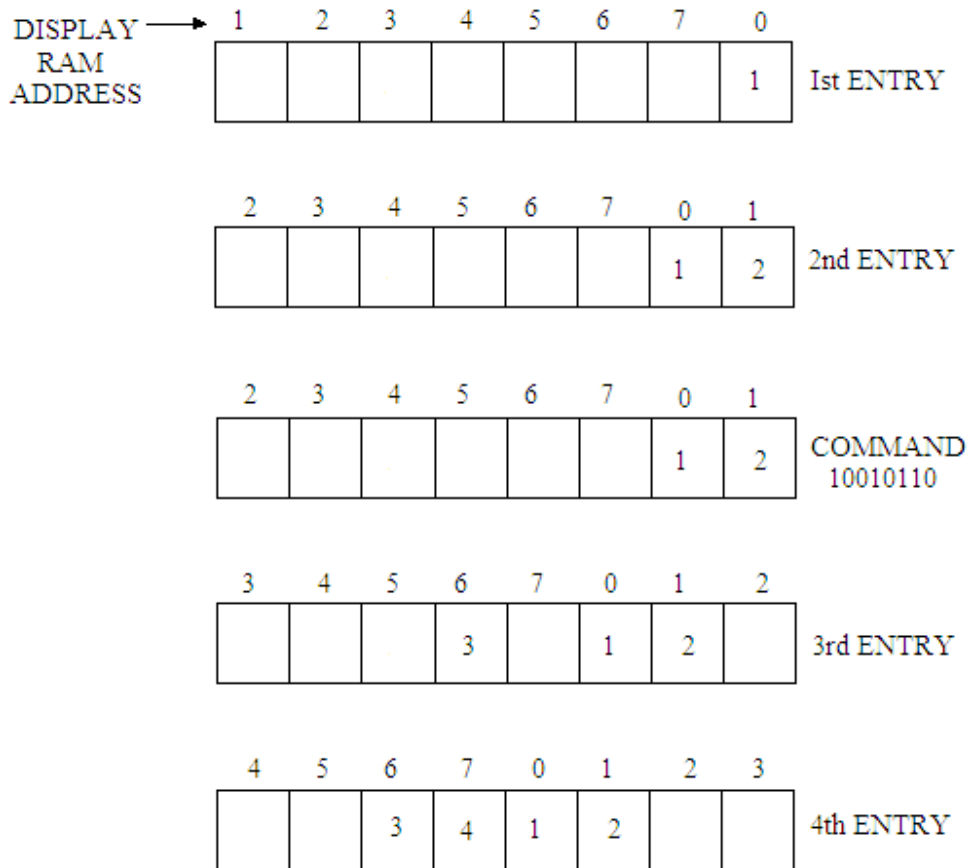 DISPLAY RAM ADDRESS
1 2 3 4 5 6 7 0
1
Ist ENTRY
2 3 4 5 6 7 0 1
1 2
2nd ENTRY
2 3 4 5 6 7 0 1
1 2
COMMAND
10010110
3 4 5 6 7 0 1 2
3 1 2
3rd ENTRY
4 5 6 7 0 1 2 3
3 4 1 2
4th ENTRY